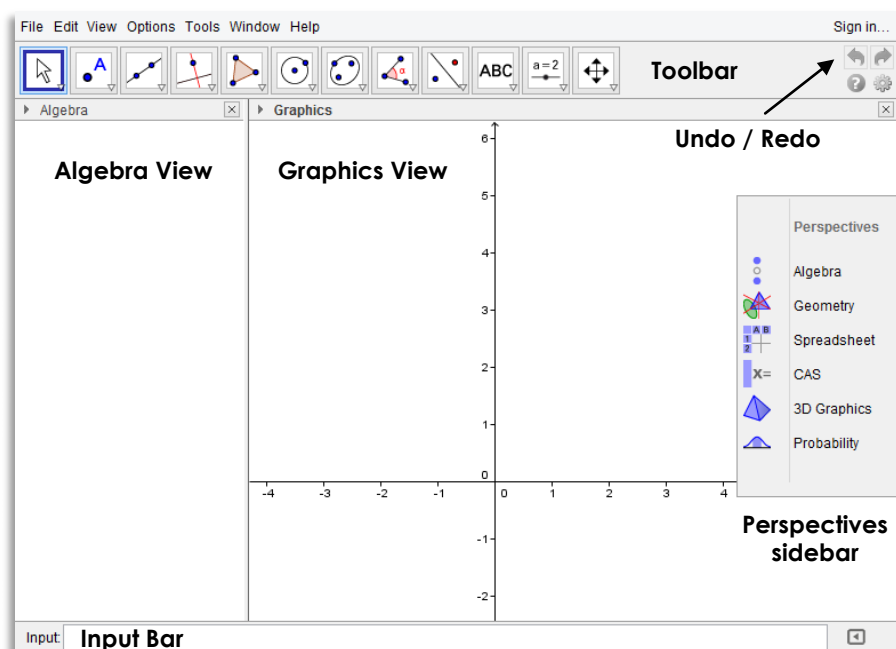 File Edit View Options Tools Window Help Sign in...
A α ABC a=2 Toolbar
Algebra Graphics
Undo / Redo
Algebra View Graphics View
6
5
4
3
2
1
0
-4 -3 -2 -1 0 1 2 3 4
-1
-2
Perspectives
Algebra
Geometry
A B
1
2
Spreadsheet
x= CAS
3D Graphics
Probability
Perspectives
sidebar
Input: Input Bar